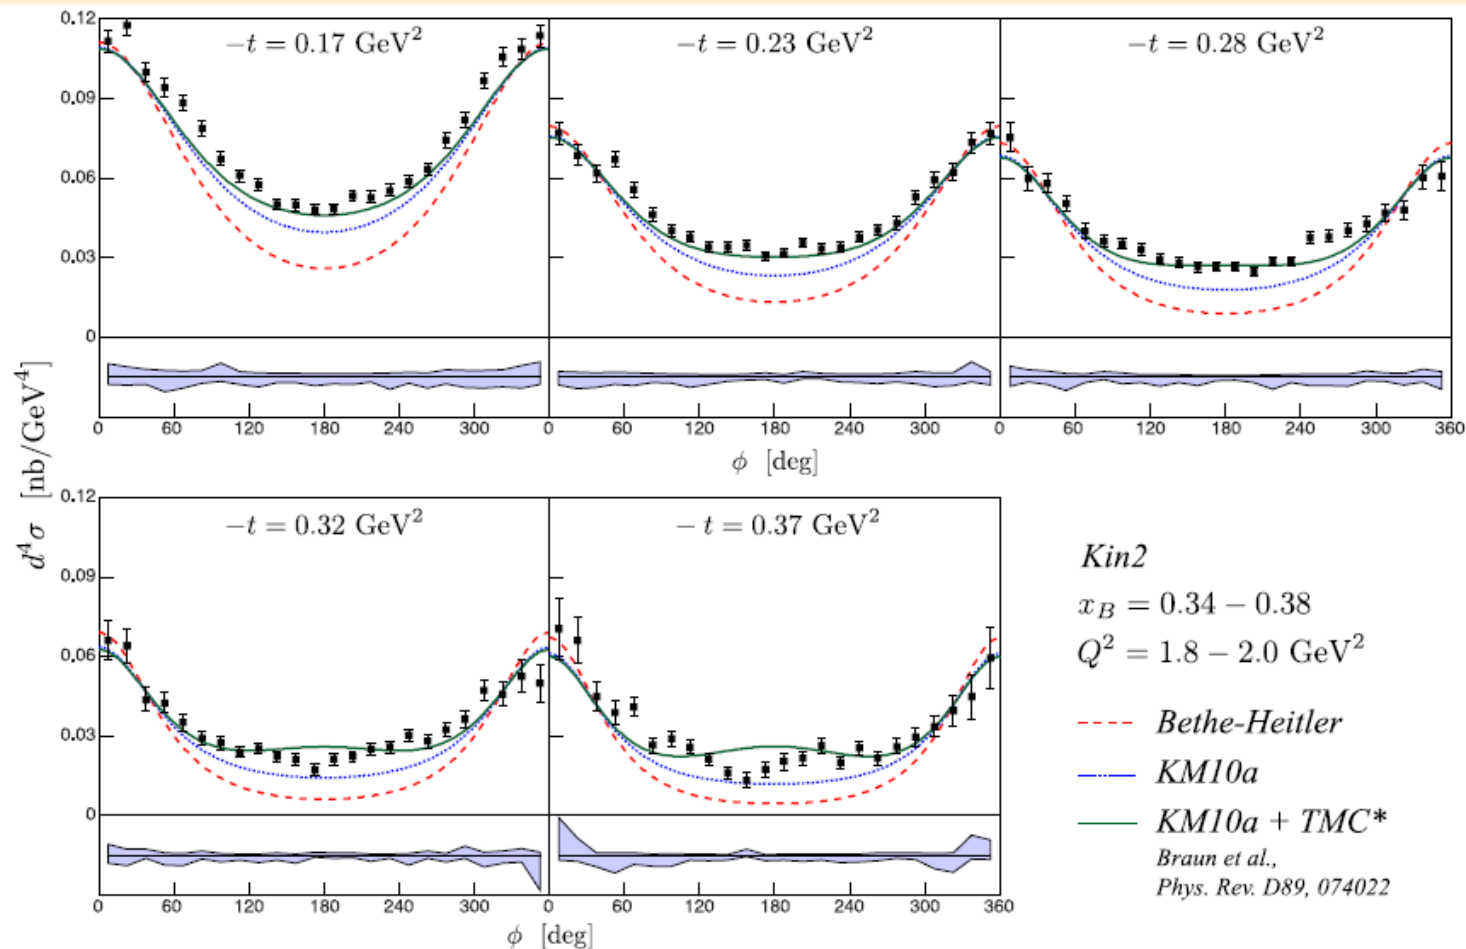 −t = 0.17 GeV²
−t = 0.23 GeV²
−t = 0.28 GeV²
0.12
0.09
0.06
0.03
0
0 60 120 180 240 300 0 60 120 180 240 300 0 60 120 180 240 300 360
φ [deg]
d⁴σ [nb/GeV⁴]
−t = 0.32 GeV²
− t = 0.37 GeV²
0.12
0.09
0.06
0.03
0
0 60 120 180 240 300 0 60 120 180 240 300 360
φ [deg]
Kin2
x_B = 0.34 − 0.38
Q² = 1.8 − 2.0 GeV²
Bethe-Heitler
KM10a
KM10a + TMC*
Braun et al.,
Phys. Rev. D89, 074022